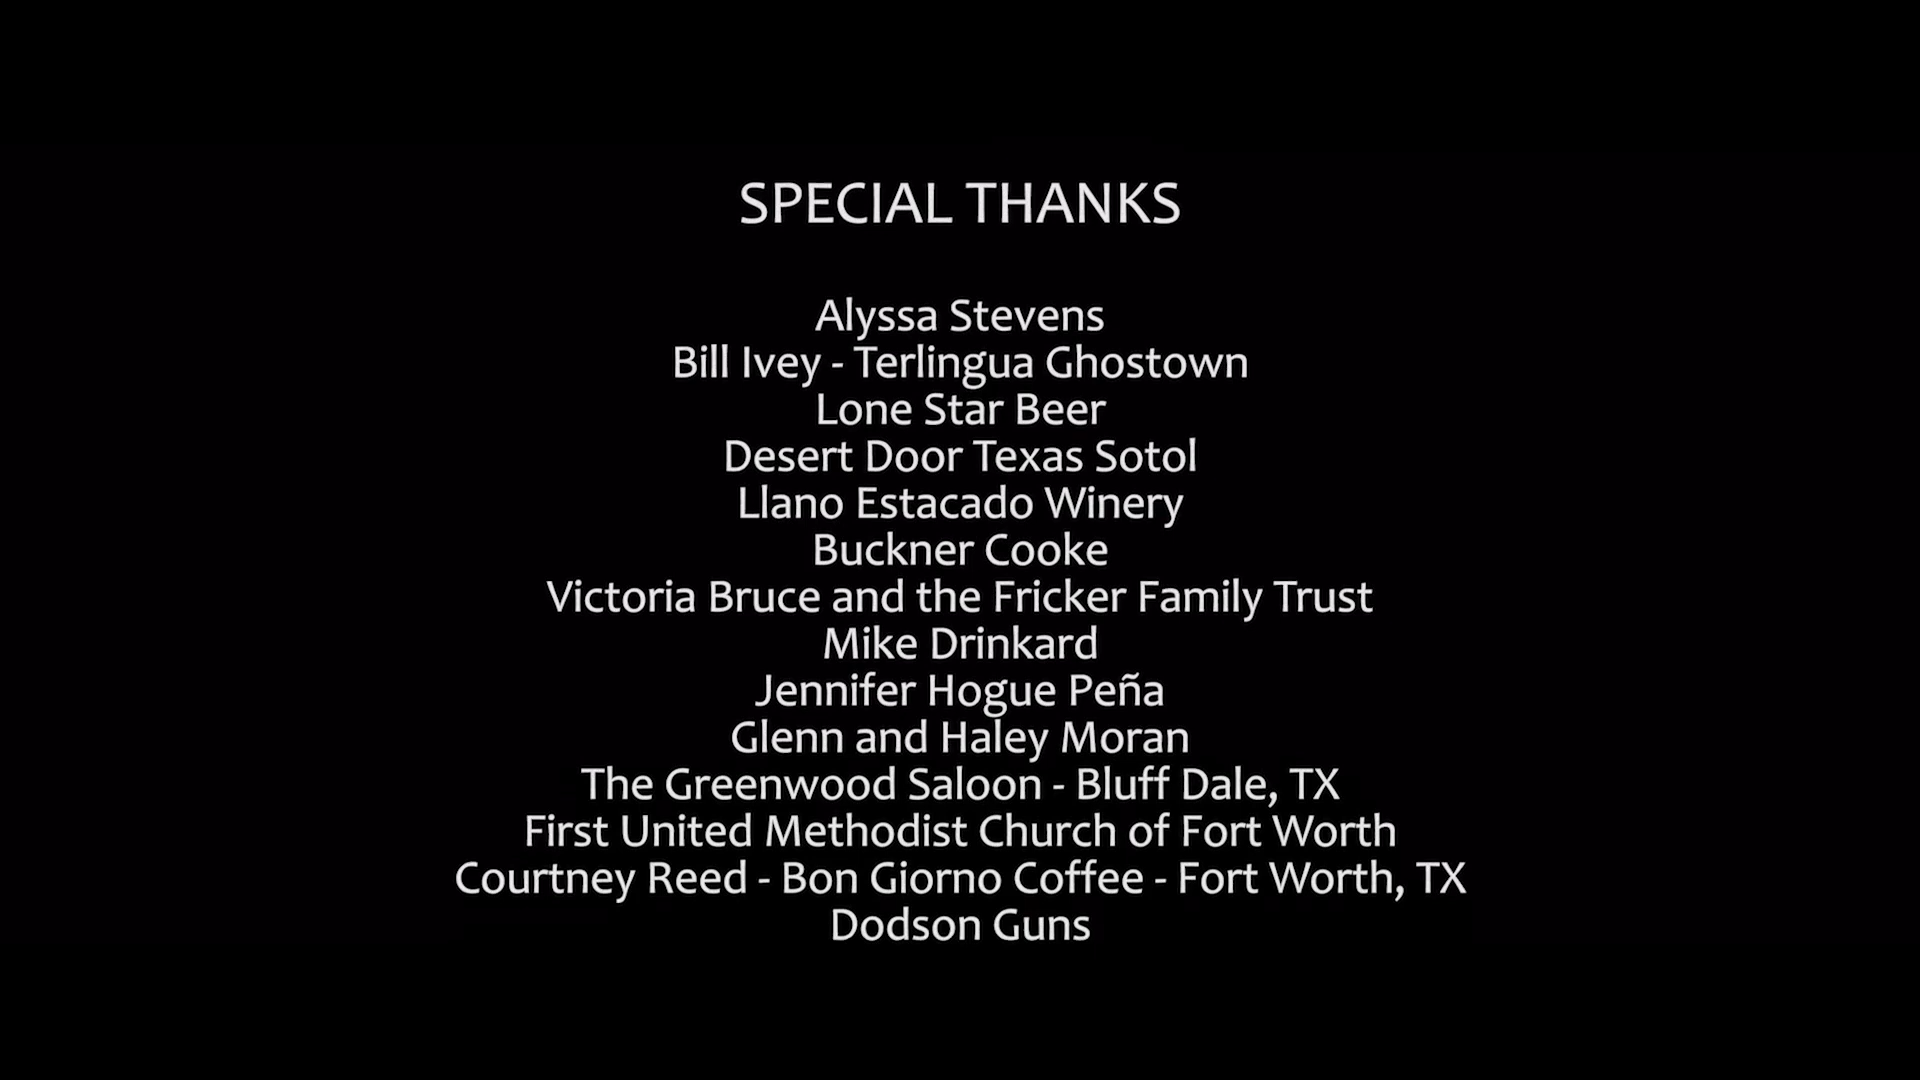 SPECIAL THANKS
Alyssa Stevens
Bill Ivey - Terlingua Ghostown
Lone Star Beer
Desert Door Texas Sotol
Llano Estacado Winery
Buckner Cooke
Victoria Bruce and the Fricker Family Trust
Mike Drinkard
Jennifer Hogue Peña
Glenn and Haley Moran
The Greenwood Saloon - Bluff Dale, TX
First United Methodist Church of Fort Worth
Courtney Reed - Bon Giorno Coffee - Fort Worth, TX
Dodson Guns